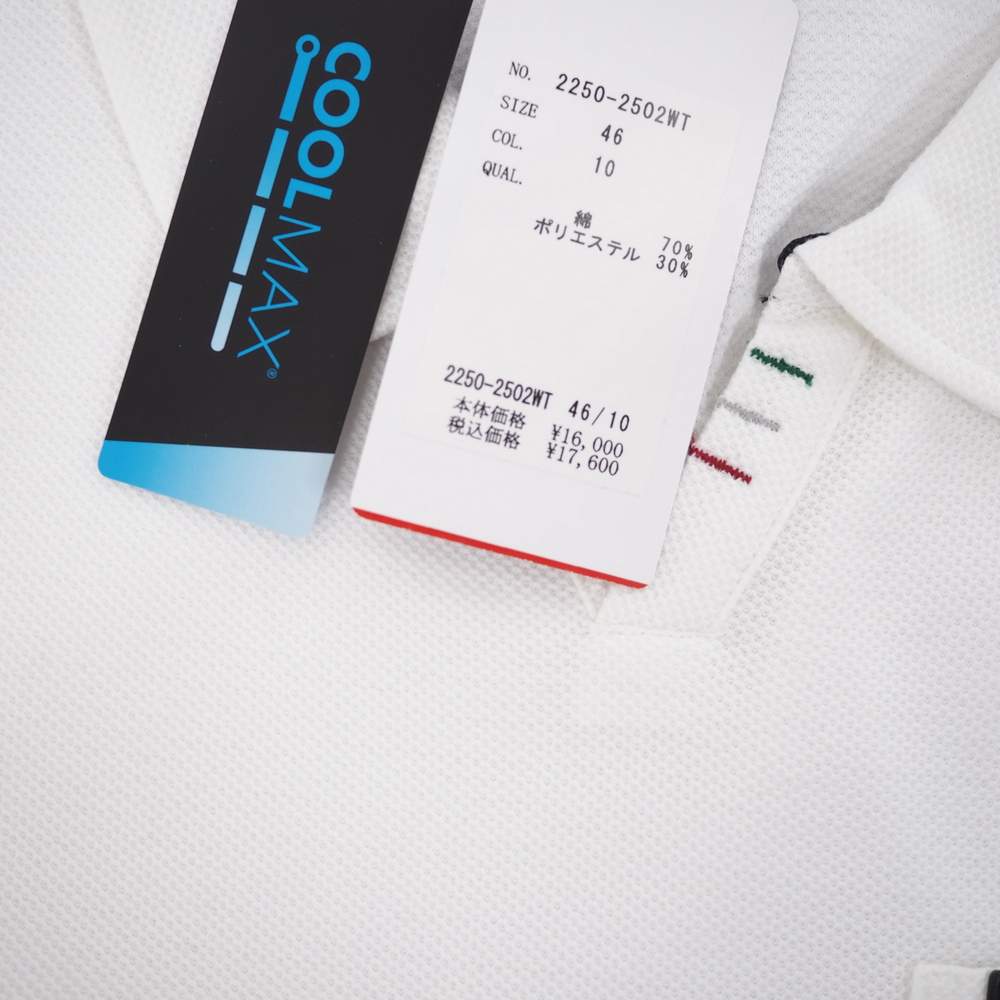 COOLMAX®
NO. 2250-2502WT
SIZE 46
COL. 10
QUAL.
綿 70%
ポリエステル 30%
2250-2502WT 46/10
本体価格 ¥16,000
税込価格 ¥17,600